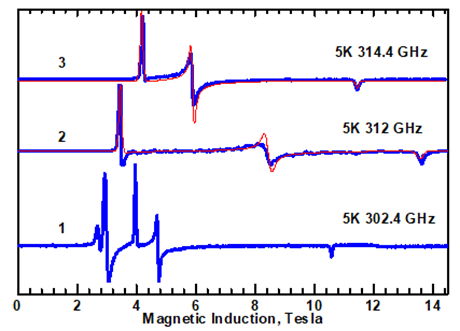 3
5K 314.4 GHz
2
5K 312 GHz
1
5K 302.4 GHz
0 2 4 6 8 10 12 14
Magnetic Induction, Tesla